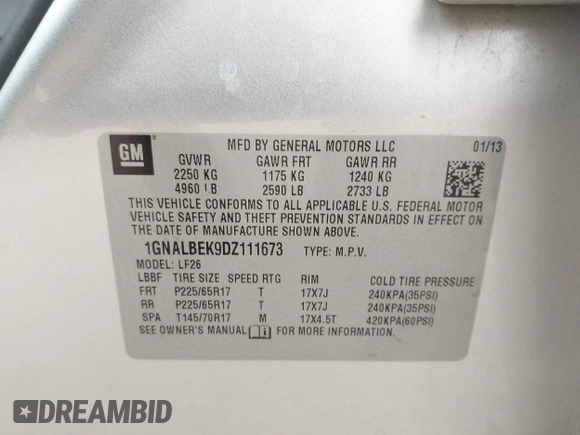 GM
MFD BY GENERAL MOTORS LLC 01/13
GVWR GAWR FRT GAWR RR
2250 KG 1175 KG 1240 KG
4960 LB 2590 LB 2733 LB
THIS VEHICLE CONFORMS TO ALL APPLICABLE U.S. FEDERAL MOTOR
VEHICLE SAFETY AND THEFT PREVENTION STANDARDS IN EFFECT ON
THE DATE OF MANUFACTURE SHOWN ABOVE.
1GNALBEK9DZ111673 TYPE: M.P.V.
MODEL: LF26
LBBF TIRE SIZE SPEED RTG RIM COLD TIRE PRESSURE
FRT P225/65R17 T 17X7J 240KPA(35PSI)
RR P225/65R17 T 17X7J 240KPA(35PSI)
SPA T145/70R17 M 17X4.5T 420KPA(60PSI)
SEE OWNER'S MANUAL FOR MORE INFORMATION.
DREAMBID